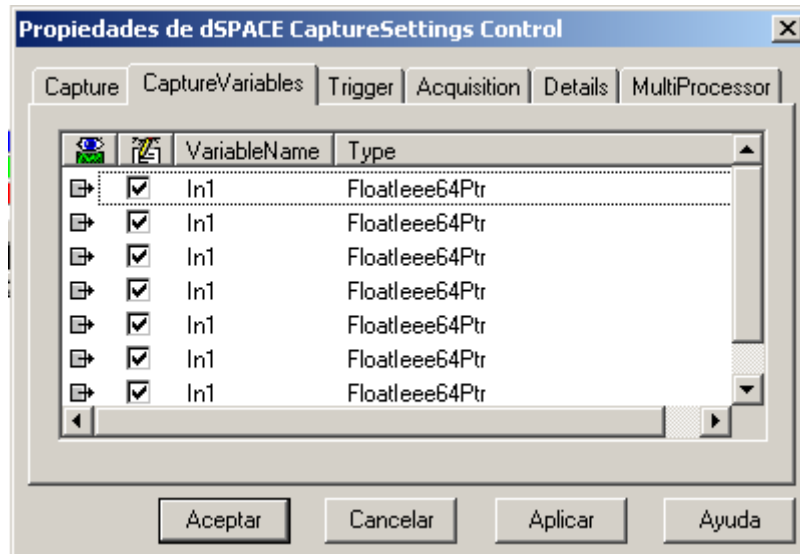 Propiedades de dSPACE CaptureSettings Control
Capture CaptureVariables Trigger Acquisition Details MultiProcessor
VariableName Type
In1 FloatIeee64Ptr
In1 FloatIeee64Ptr
In1 FloatIeee64Ptr
In1 FloatIeee64Ptr
In1 FloatIeee64Ptr
In1 FloatIeee64Ptr
In1 FloatIeee64Ptr
Aceptar Cancelar Aplicar Ayuda